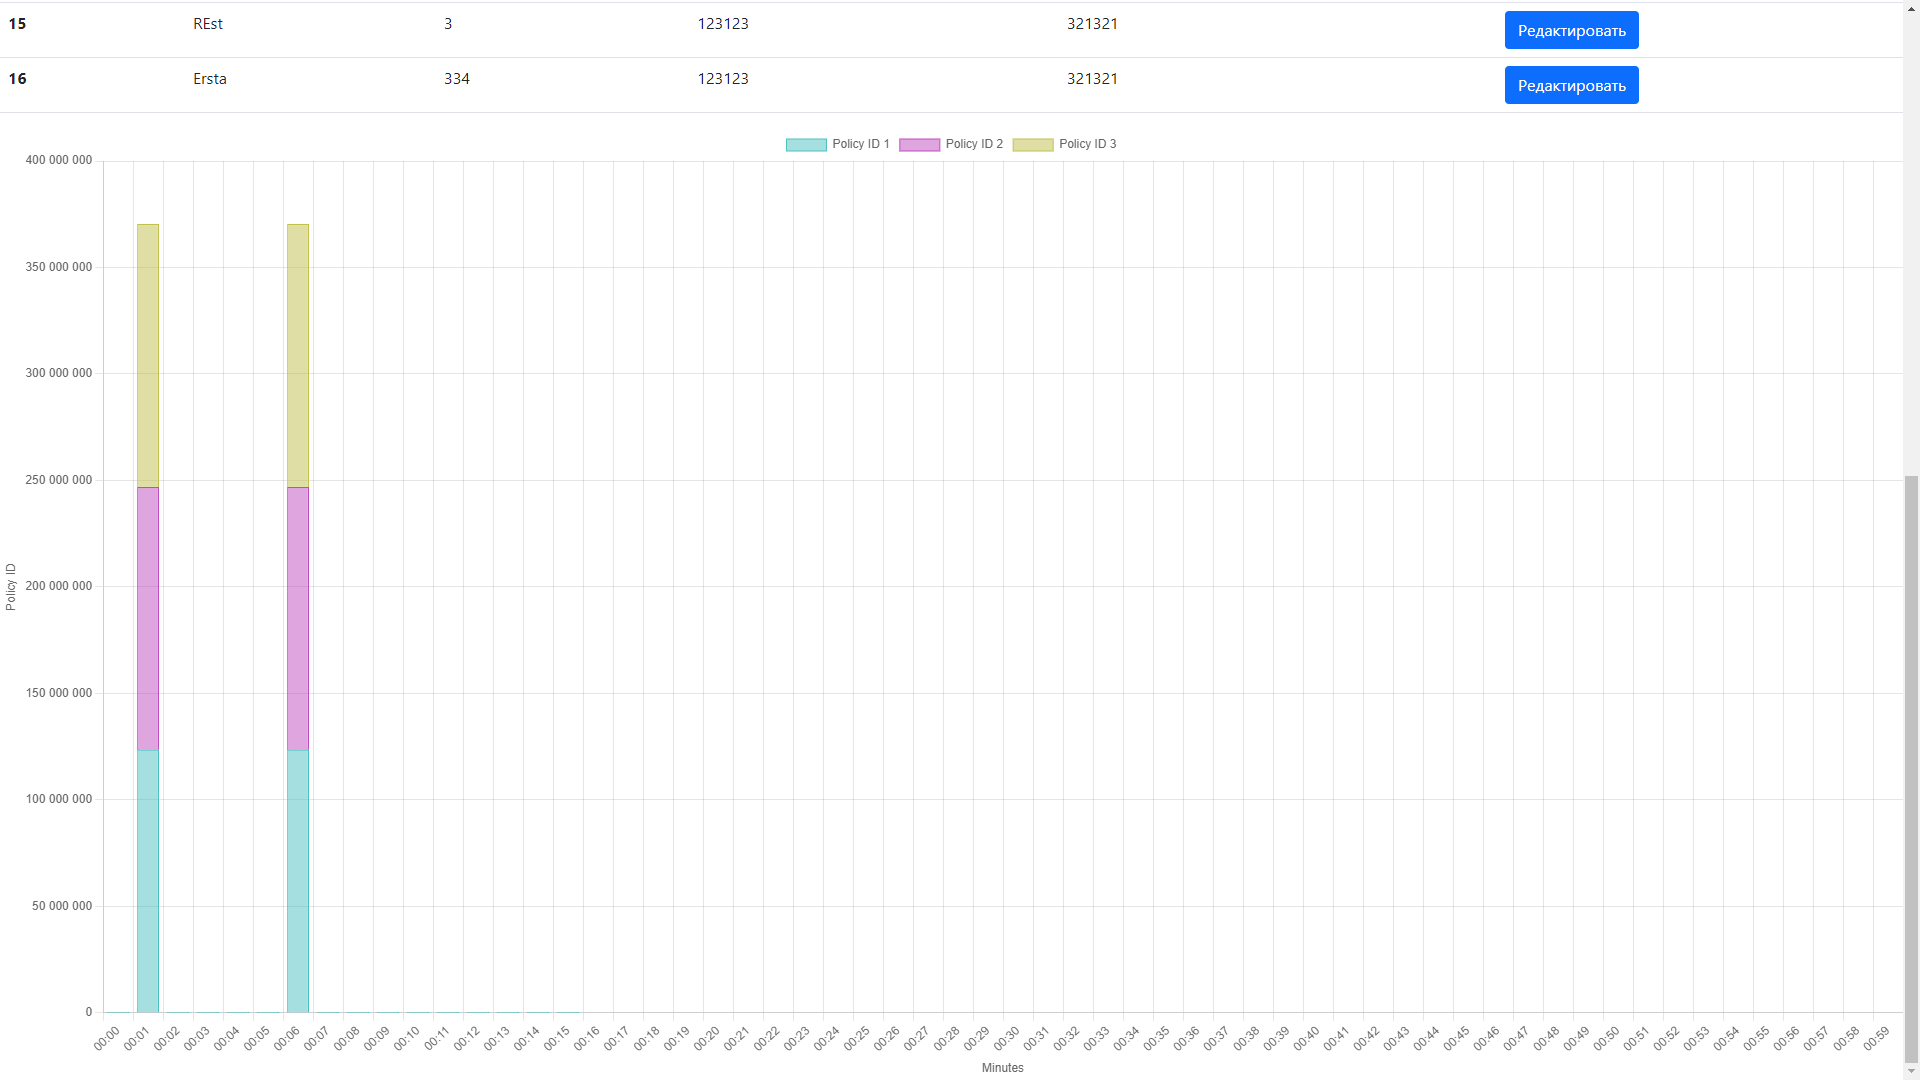 15 REst 3 123123 321321 Редактировать
16 Ersta 334 123123 321321 Редактировать
Policy ID 1 Policy ID 2 Policy ID 3
400 000 000
350 000 000
300 000 000
250 000 000
200 000 000
150 000 000
100 000 000
50 000 000
0
Policy ID
00:00 00:01 00:02 00:03 00:04 00:05 00:06 00:07 00:08 00:09 00:10 00:11 00:12 00:13 00:14 00:15 00:16 00:17 00:18 00:19 00:20 00:21 00:22 00:23 00:24 00:25 00:26 00:27 00:28 00:29 00:30 00:31 00:32 00:33 00:34 00:35 00:36 00:37 00:38 00:39 00:40 00:41 00:42 00:43 00:44 00:45 00:46 00:47 00:48 00:49 00:50 00:51 00:52 00:53 00:54 00:55 00:56 00:57 00:58 00:59
Minutes